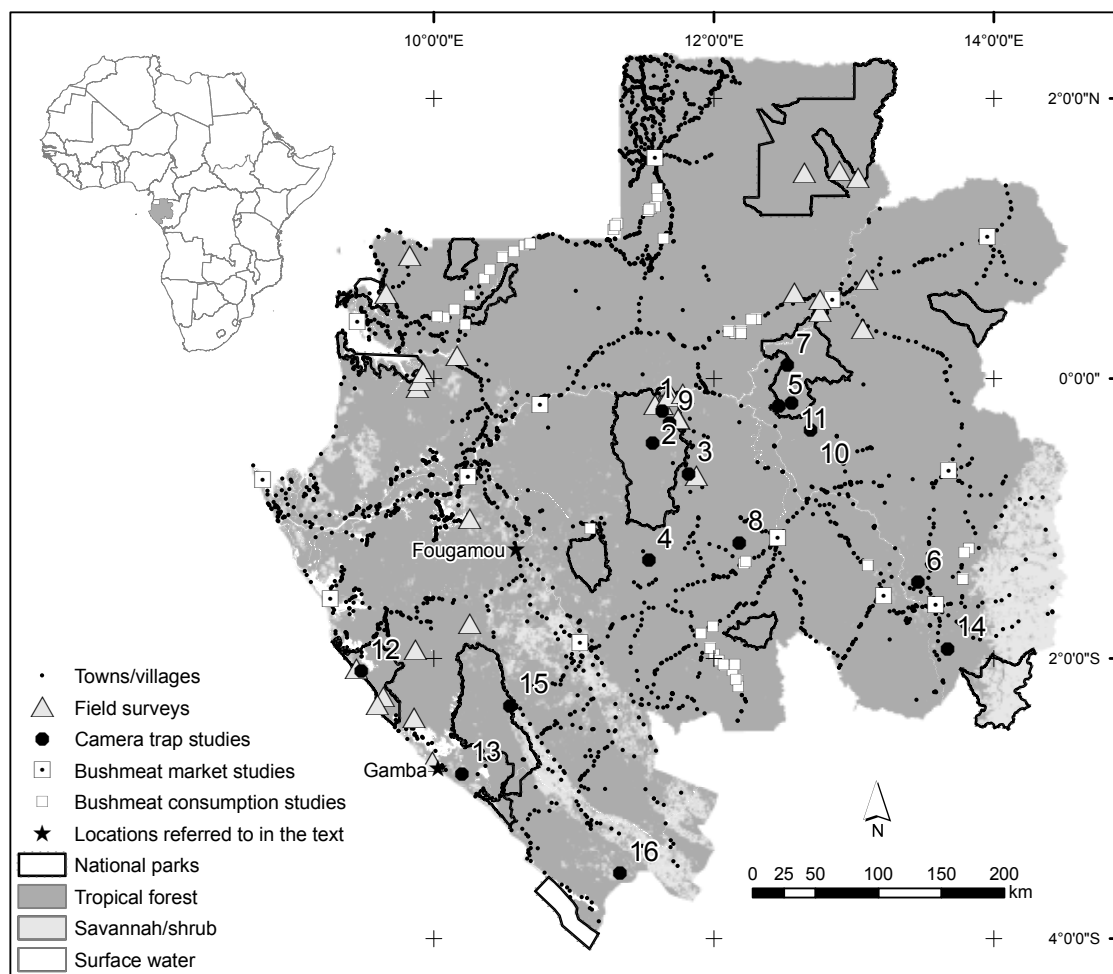 10°0'0"E 12°0'0"E 14°0'0"E
2°0'0"N
7
0°0'0"
1
5
9
11
2
10
3
8
4
Fougamou
6
14
12
2°0'0"S
15
Towns/villages
Field surveys
Camera trap studies
13
Gamba
Bushmeat market studies
Bushmeat consumption studies
N
Locations referred to in the text
16
National parks
0 25 50 100 150 200
km
Tropical forest
Savannah/shrub
4°0'0"S
Surface water